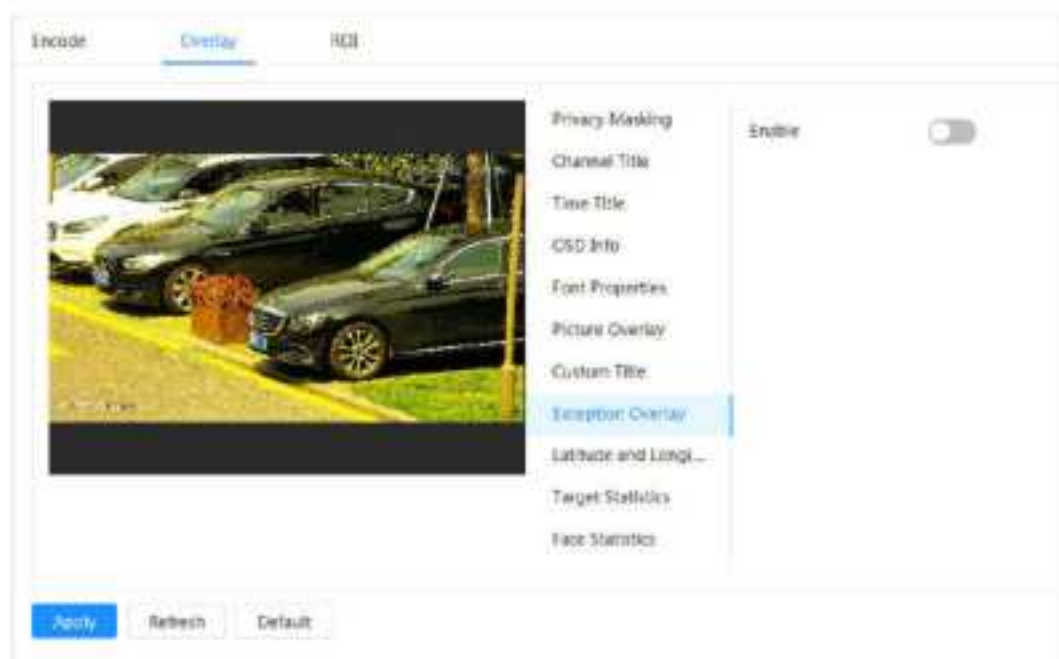 Encode Overlay ROI
Privacy Masking
Enable
Channel Title
Time Title
OSD Info
Font Properties
Picture Overlay
Custom Title
Exception Overlay
Latitude and Longi...
Target Statistics
Face Statistics
Apply Refresh Default